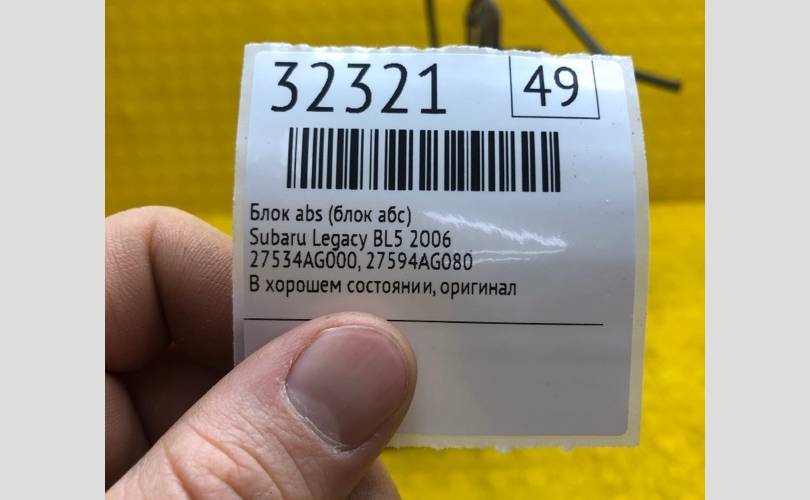 32321 49
Блок abs (блок абс)
Subaru Legacy BL5 2006
27534AG000, 27594AG080
В хорошем состоянии, оригинал